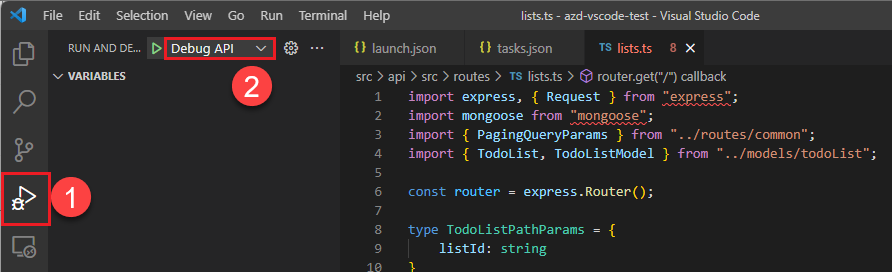 File Edit Selection View Go Run Terminal Help lists.ts - azd-vscode-test - Visual Studio Code
RUN AND DE... Debug API ...
launch.json tasks.json TS lists.ts 8
VARIABLES
2
src > api > src > routes > TS lists.ts > router.get("/") callback
1 import express, { Request } from "express";
2 import mongoose from "mongoose";
3 import { PagingQueryParams } from "../routes/common";
4 import { TodoList, TodoListModel } from "../models/todoList";
5
6 const router = express.Router();
7
8 type TodoListPathParams = {
9 listId: string
10 }
1